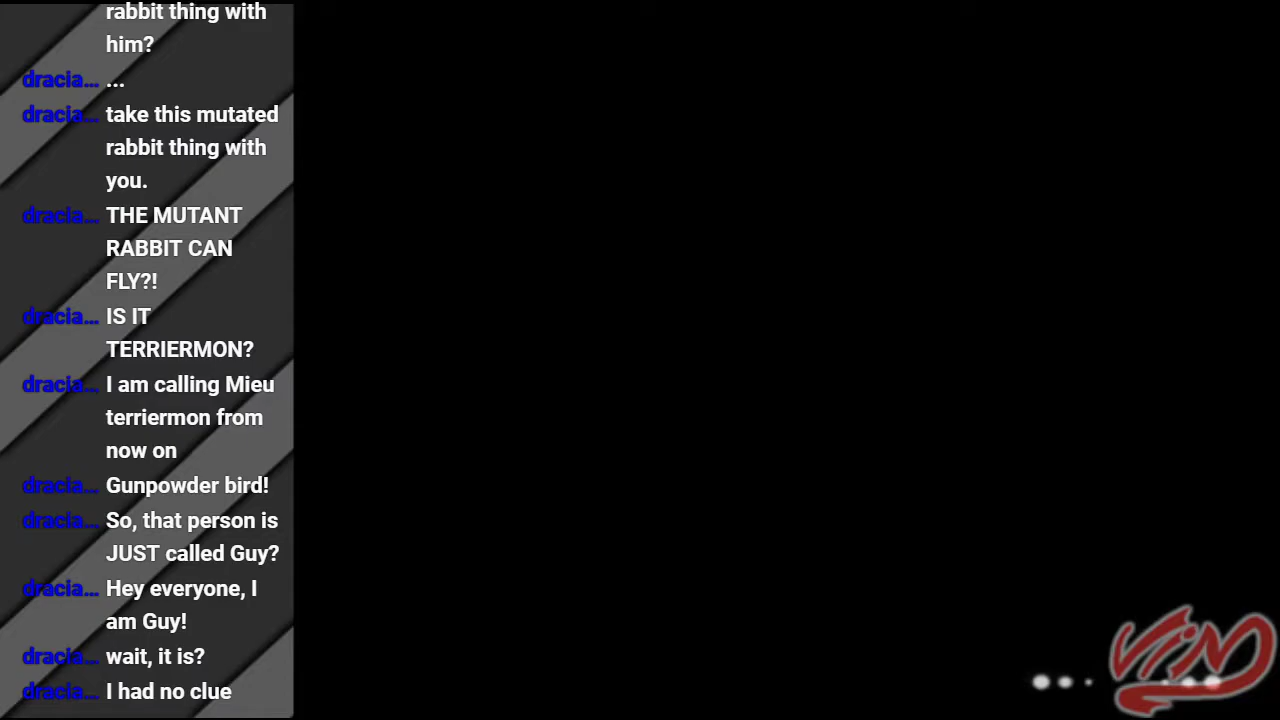 rabbit thing with
him?
dracia... ...
dracia... take this mutated
rabbit thing with
you.
dracia... THE MUTANT
RABBIT CAN
FLY?!
dracia... IS IT
TERRIERMON?
dracia... I am calling Mieu
terriermon from
now on
dracia... Gunpowder bird!
dracia... So, that person is
JUST called Guy?
dracia... Hey everyone, I
am Guy!
dracia... wait, it is?
dracia... I had no clue